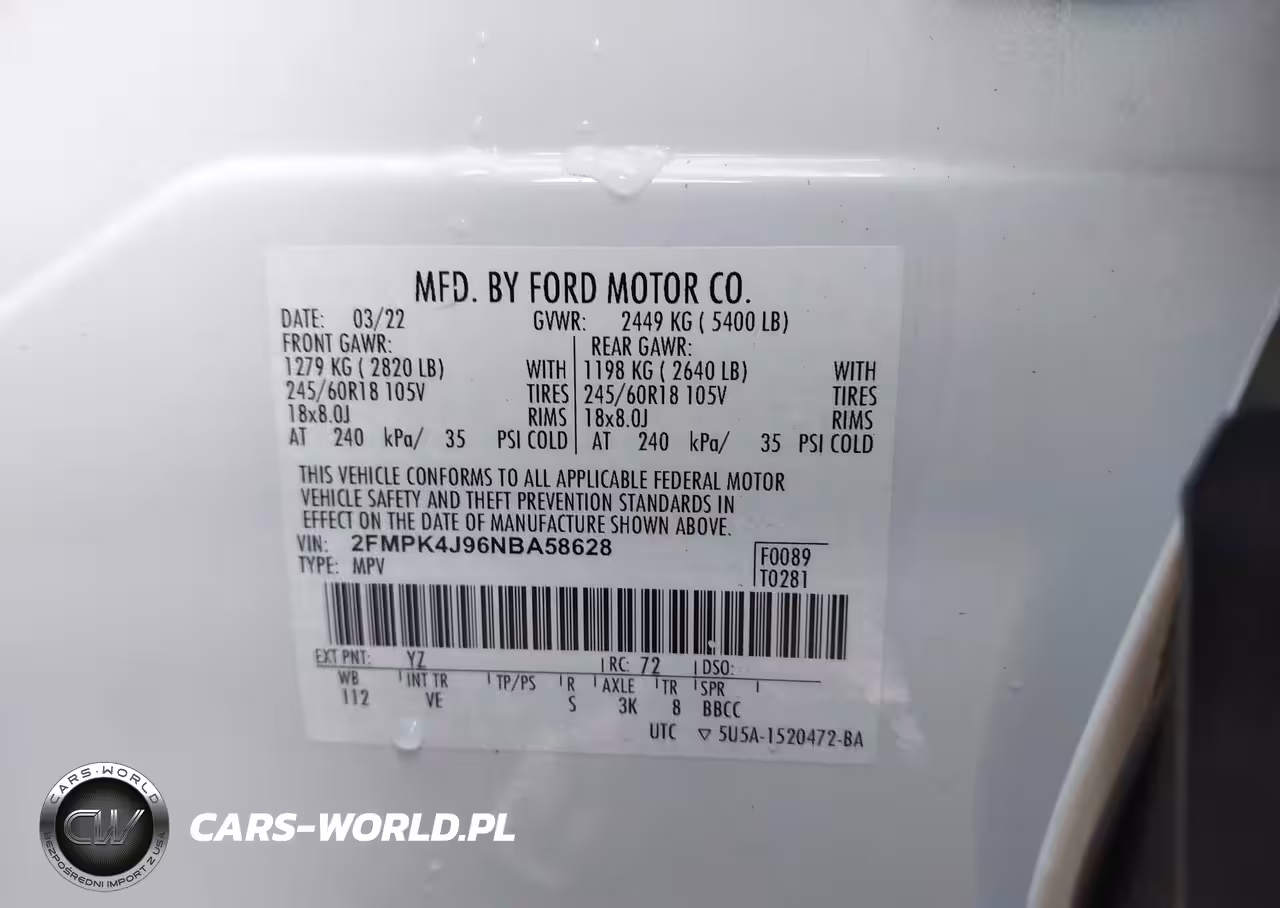 MFD. BY FORD MOTOR CO.
DATE: 03/22 GVWR: 2449 KG ( 5400 LB)
FRONT GAWR: REAR GAWR:
1279 KG ( 2820 LB) WITH 1198 KG ( 2640 LB) WITH
245/60R18 105V TIRES 245/60R18 105V TIRES
18x8.0J RIMS 18x8.0J RIMS
AT 240 kPa/ 35 PSI COLD AT 240 kPa/ 35 PSI COLD
THIS VEHICLE CONFORMS TO ALL APPLICABLE FEDERAL MOTOR
VEHICLE SAFETY AND THEFT PREVENTION STANDARDS IN
EFFECT ON THE DATE OF MANUFACTURE SHOWN ABOVE.
VIN: 2FMPK4J96NBA58628
TYPE: MPV
F0089
T0281
EXT PNT: YZ RC: 72 DSO:
WB INT TR TP/PS R AXLE TR SPR
112 VE S 3K 8 BBCC
UTC ▽ 5U5A-1520472-BA
CARS-WORLD
CW
BEZPOŚREDNI IMPORT Z USA
CARS-WORLD.PL